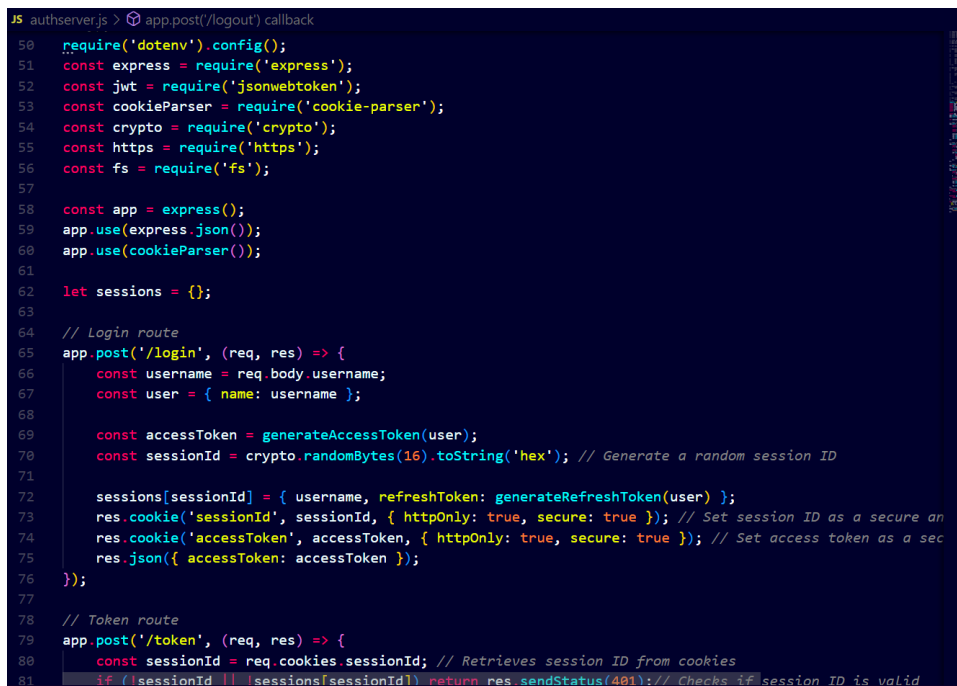 JS authserver.js > app.post('/logout') callback
50 require('dotenv').config();
51 const express = require('express');
52 const jwt = require('jsonwebtoken');
53 const cookieParser = require('cookie-parser');
54 const crypto = require('crypto');
55 const https = require('https');
56 const fs = require('fs');
57
58 const app = express();
59 app.use(express.json());
60 app.use(cookieParser());
61
62 let sessions = {};
63
64 // Login route
65 app.post('/login', (req, res) => {
66     const username = req.body.username;
67     const user = { name: username };
68
69     const accessToken = generateAccessToken(user);
70     const sessionId = crypto.randomBytes(16).toString('hex'); // Generate a random session ID
71
72     sessions[sessionId] = { username, refreshToken: generateRefreshToken(user) };
73     res.cookie('sessionId', sessionId, { httpOnly: true, secure: true }); // Set session ID as a secure an
74     res.cookie('accessToken', accessToken, { httpOnly: true, secure: true }); // Set access token as a sec
75     res.json({ accessToken: accessToken });
76 });
77
78 // Token route
79 app.post('/token', (req, res) => {
80     const sessionId = req.cookies.sessionId; // Retrieves session ID from cookies
81     if (!sessionId || !sessions[sessionId]) return res.sendStatus(401);// Checks if session ID is valid